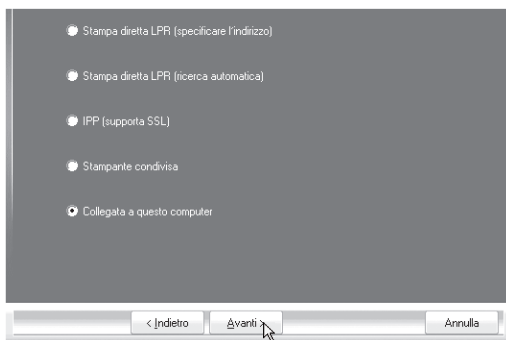 Stampa diretta LPR (specificare l'indirizzo)
Stampa diretta LPR (ricerca automatica)
IPP (supporta SSL)
Stampante condivisa
Collegata a questo computer
< Indietro Avanti > Annulla